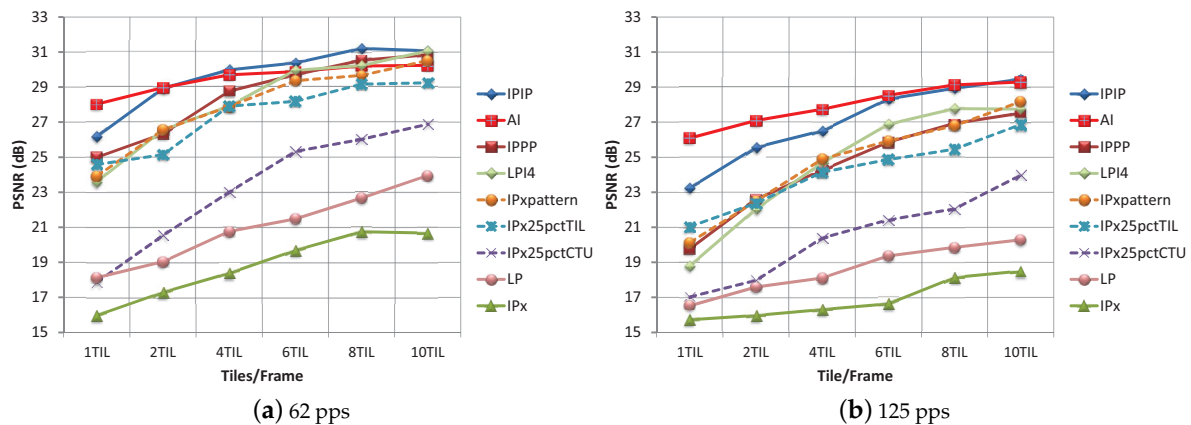 33
31
29
27
25
23
21
19
17
15
PSNR (dB)
1TIL 2TIL 4TIL 6TIL 8TIL 10TIL
Tiles/Frame
IPIP
AI
IPPP
LPI4
IPxpattern
IPx25pctTIL
IPx25pctCTU
LP
IPx
(a) 62 pps
33
31
29
27
25
23
21
19
17
15
PSNR (dB)
1TIL 2TIL 4TIL 6TIL 8TIL 10TIL
Tile/Frame
IPIP
AI
IPPP
LPI4
IPxpattern
IPx25pctTIL
IPx25pctCTU
LP
IPx
(b) 125 pps